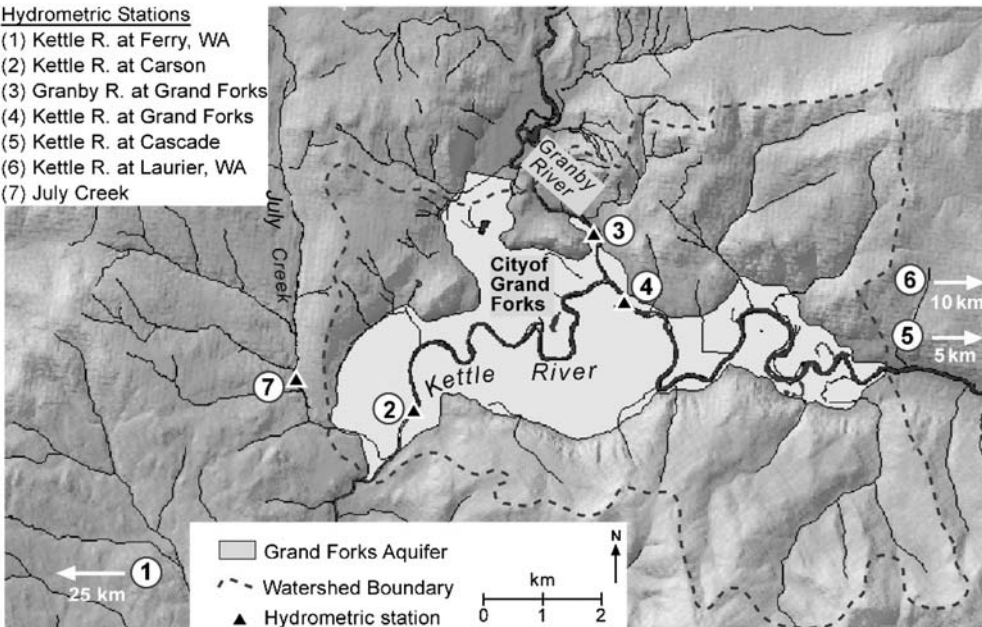 Hydrometric Stations
(1) Kettle R. at Ferry, WA
(2) Kettle R. at Carson
(3) Granby R. at Grand Forks
(4) Kettle R. at Grand Forks
(5) Kettle R. at Cascade
(6) Kettle R. at Laurier, WA
(7) July Creek
July Creek
Granby
River
3
Cityof
Grand
Forks
4
6
10 km
5
5 km
7
Kettle River
2
1
25 km
Grand Forks Aquifer
Watershed Boundary
Hydrometric station
km
0 1 2
N